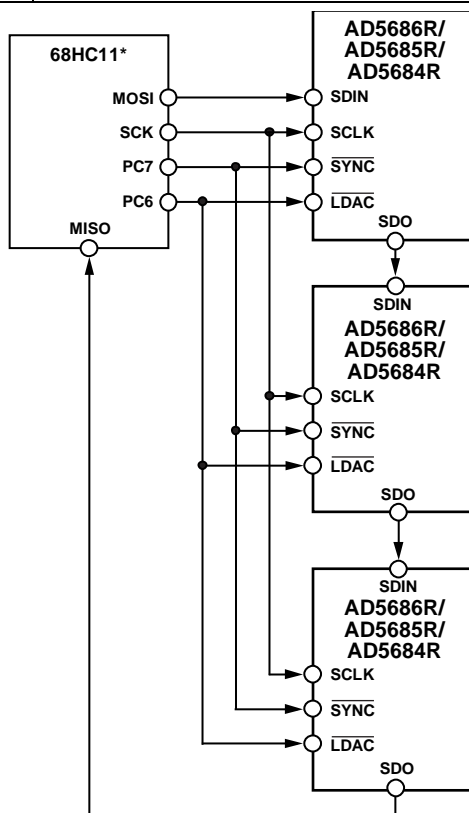 68HC11*
MOSI
SCK
PC7
PC6
MISO
AD5686R/
AD5685R/
AD5684R
SDIN
SCLK
SYNC
LDAC
SDO
SDIN
AD5686R/
AD5685R/
AD5684R
SCLK
SYNC
LDAC
SDO
SDIN
AD5686R/
AD5685R/
AD5684R
SCLK
SYNC
LDAC
SDO